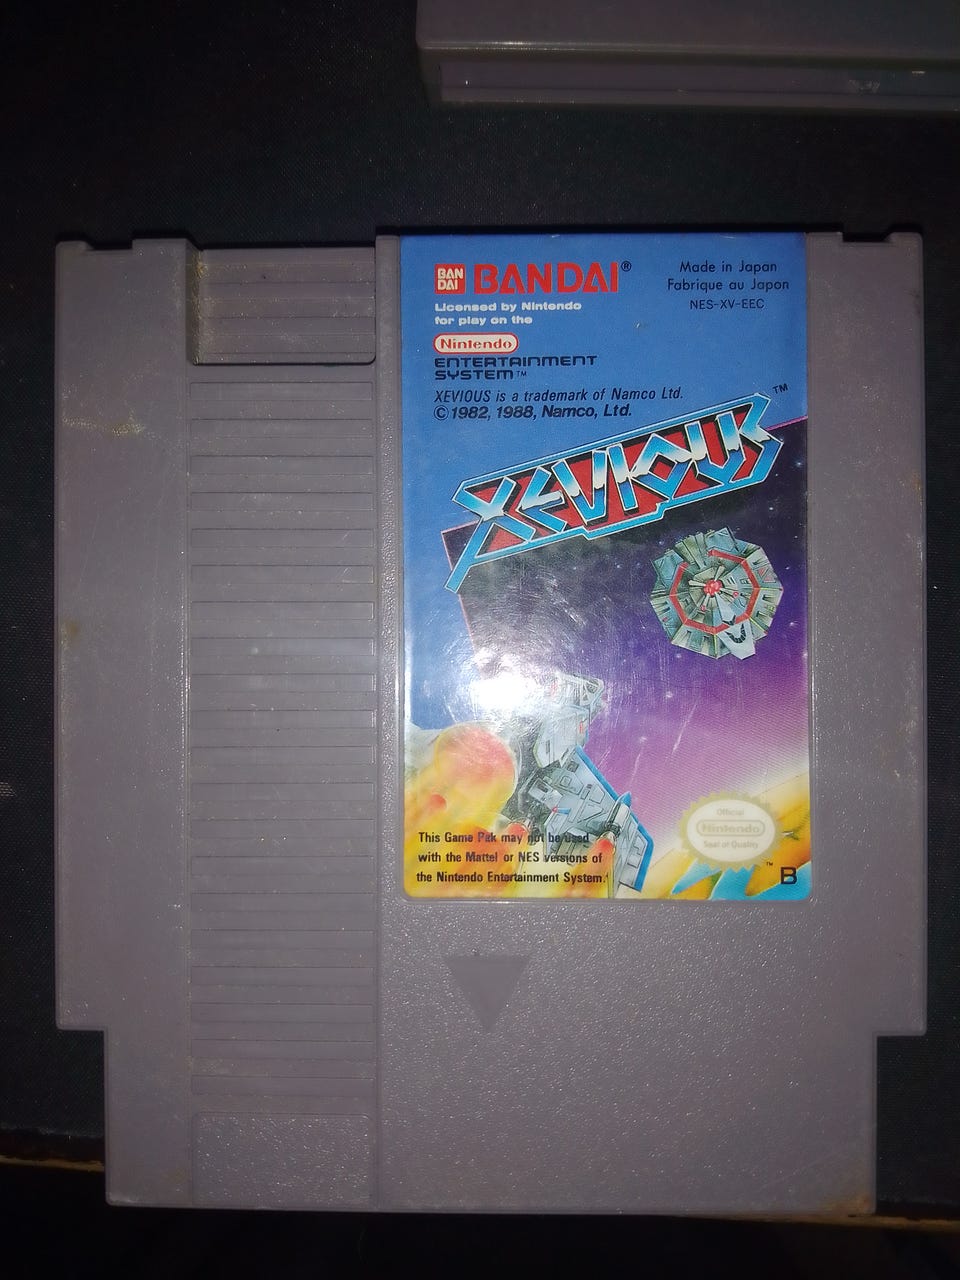 BAN
DAI
BANDAI®
Licensed by Nintendo
for play on the
Nintendo
ENTERTAINMENT
SYSTEM™
Made in Japan
Fabrique au Japon
NES-XV-EEC
XEVIOUS is a trademark of Namco Ltd.
© 1982, 1988, Namco, Ltd.
XEVIOUS™
Official
Nintendo
Seal of Quality
This Game Pak may not be used
with the Mattel or NES versions of
the Nintendo Entertainment System.
™
B